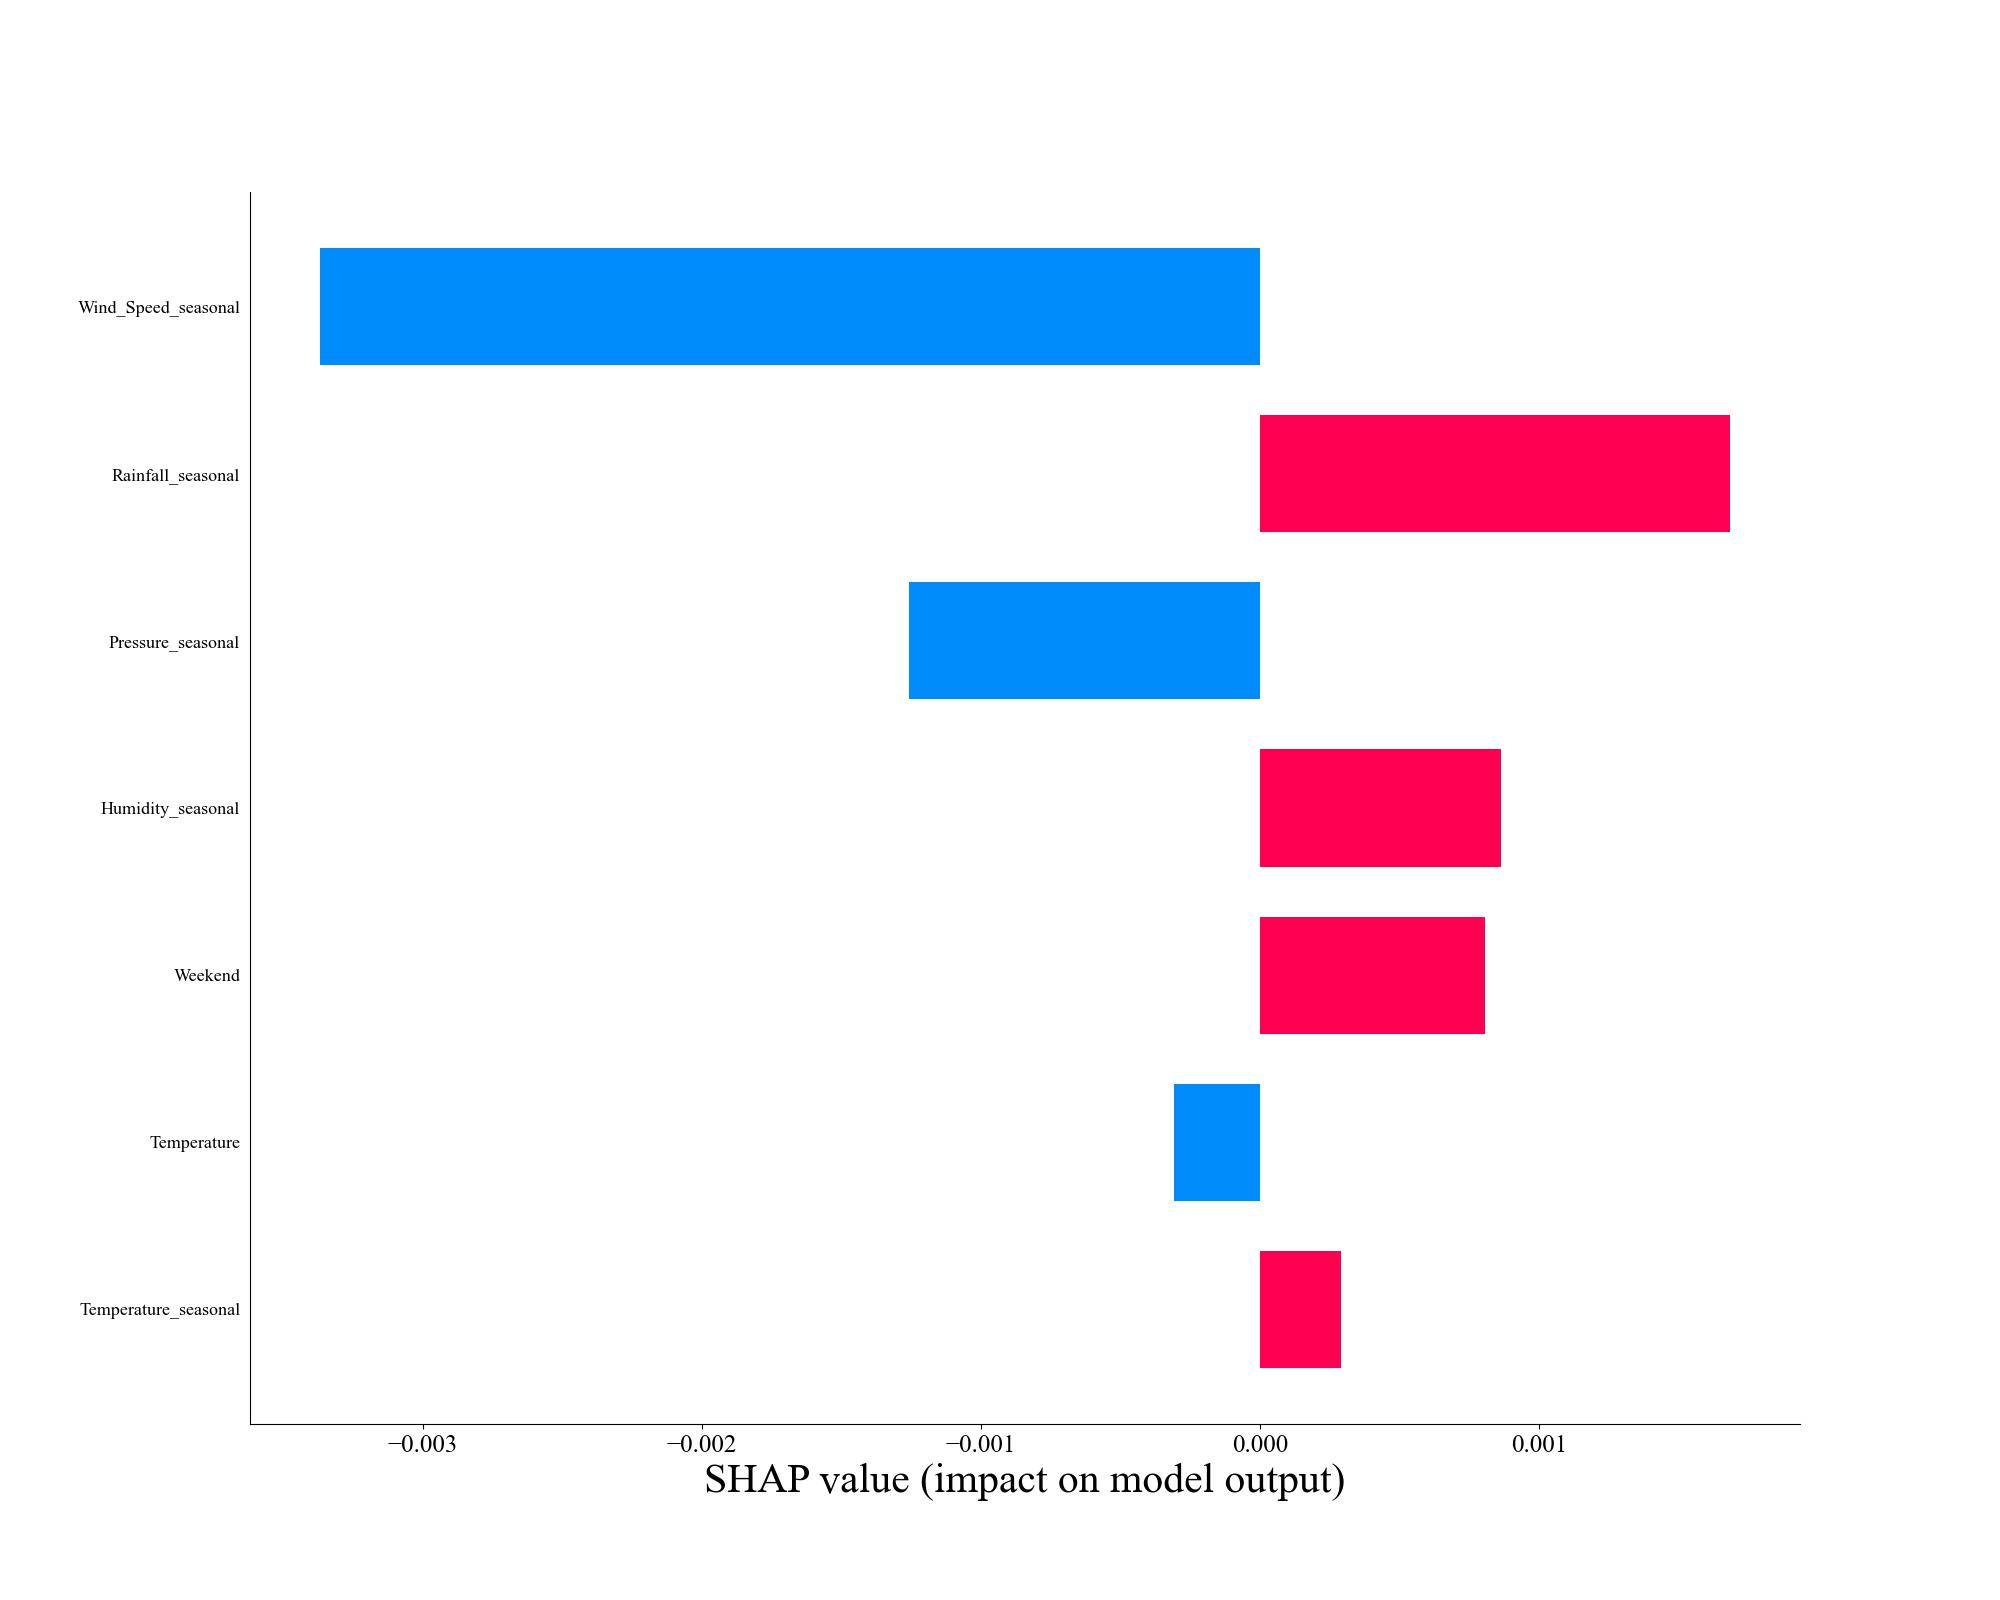 Wind_Speed_seasonal
Rainfall_seasonal
Pressure_seasonal
Humidity_seasonal
Weekend
Temperature
Temperature_seasonal
−0.003 −0.002 −0.001 0.000 0.001
SHAP value (impact on model output)